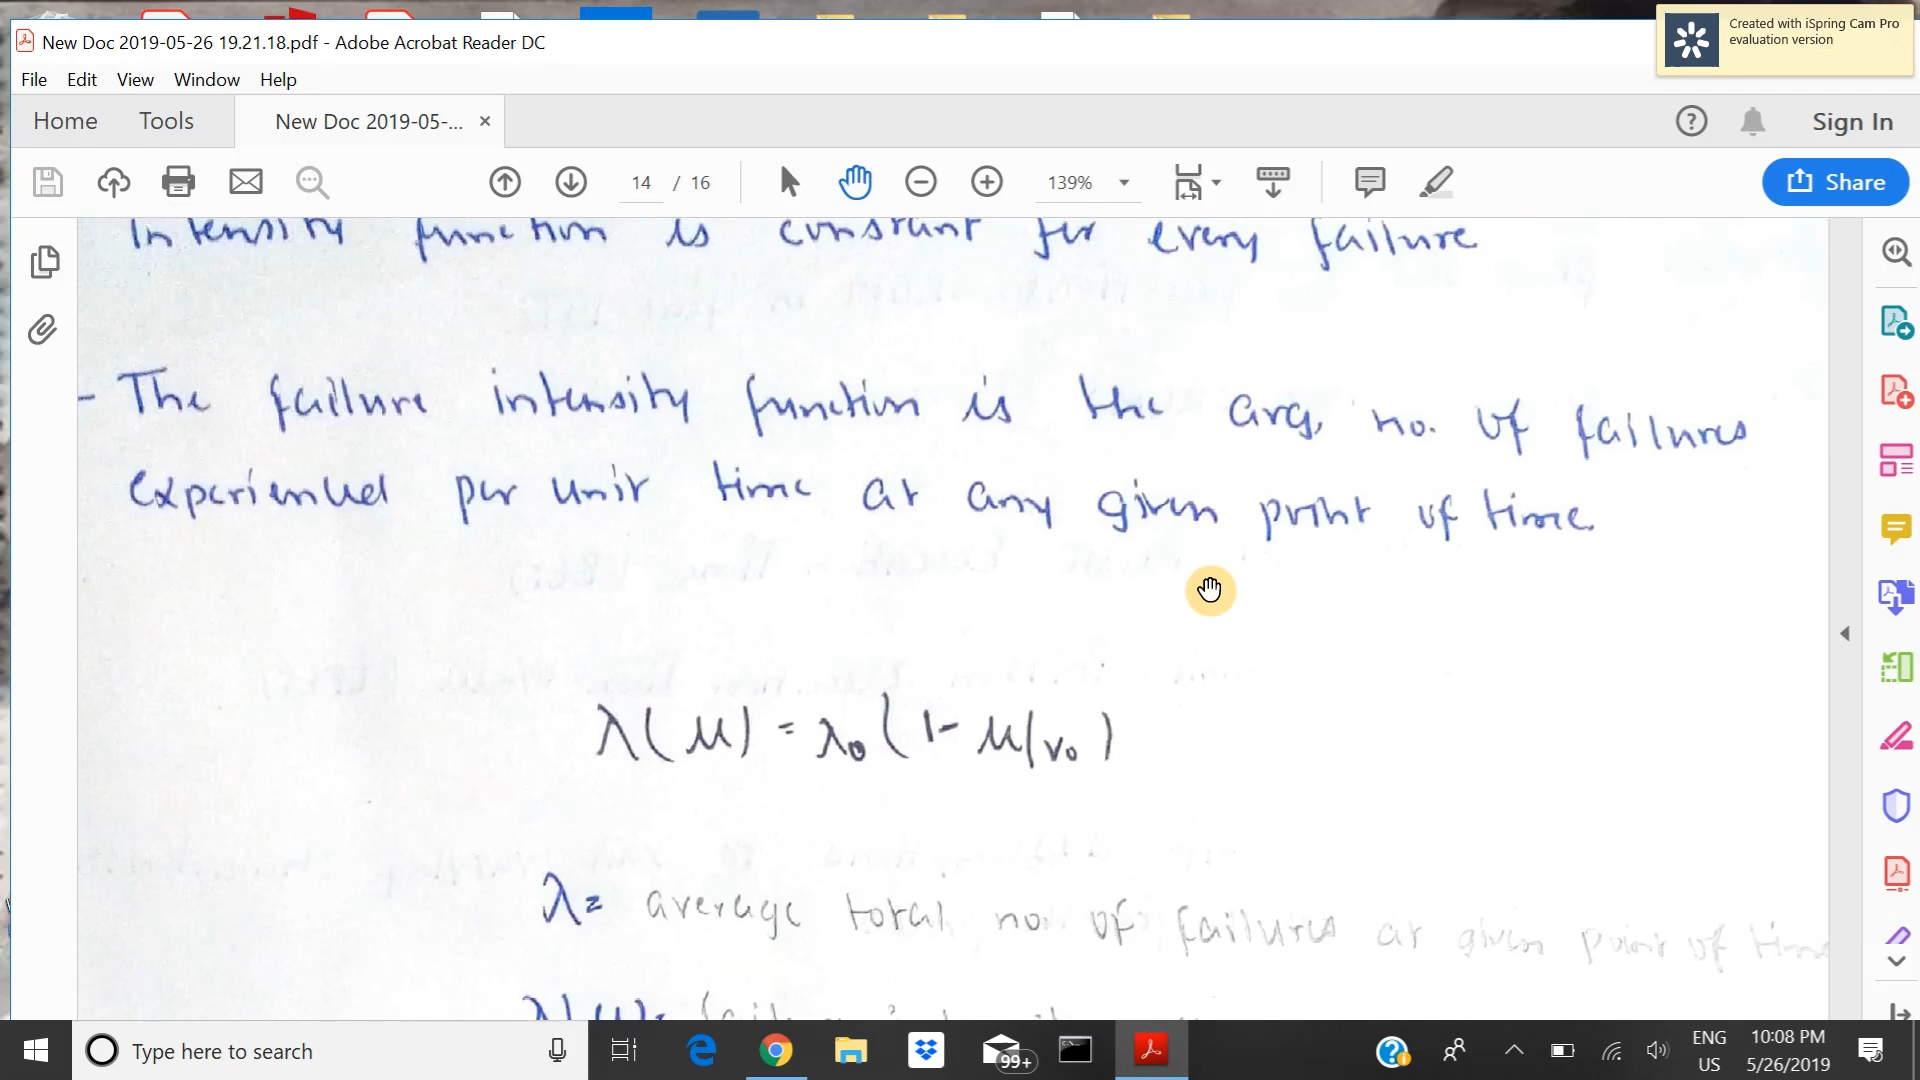 Created with iSpring Cam Pro
evaluation version
New Doc 2019-05-26 19.21.18.pdf - Adobe Acrobat Reader DC
File Edit View Window Help
Home Tools New Doc 2019-05-... × Sign In
14 / 16 139% Share
Intensity function is constant for every failure
- The failure intensity function is the avg. no. of failures
experienced per unit time at any given point of time.
λ(μ) = λ₀(1-μ/v₀)
λ= average total no of failures at given point of time
λ(μ)= failure
Type here to search
99+
ENG
US
10:08 PM
5/26/2019